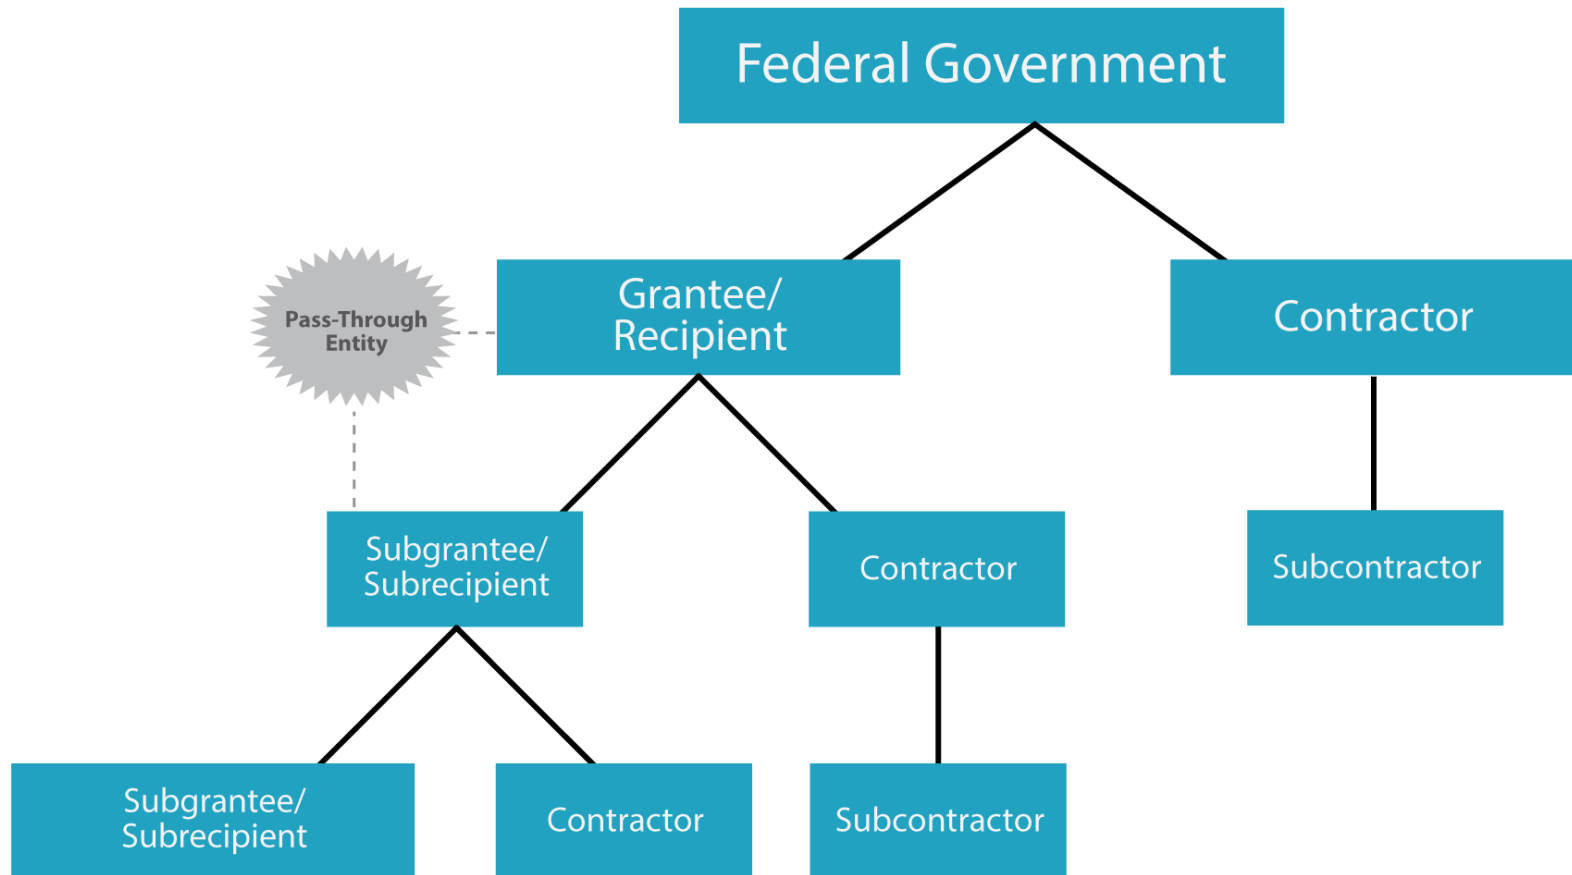 Federal Government
Pass-Through
Entity
Grantee/
Recipient
Contractor
Subgrantee/
Subrecipient
Contractor
Subcontractor
Subgrantee/
Subrecipient
Contractor
Subcontractor